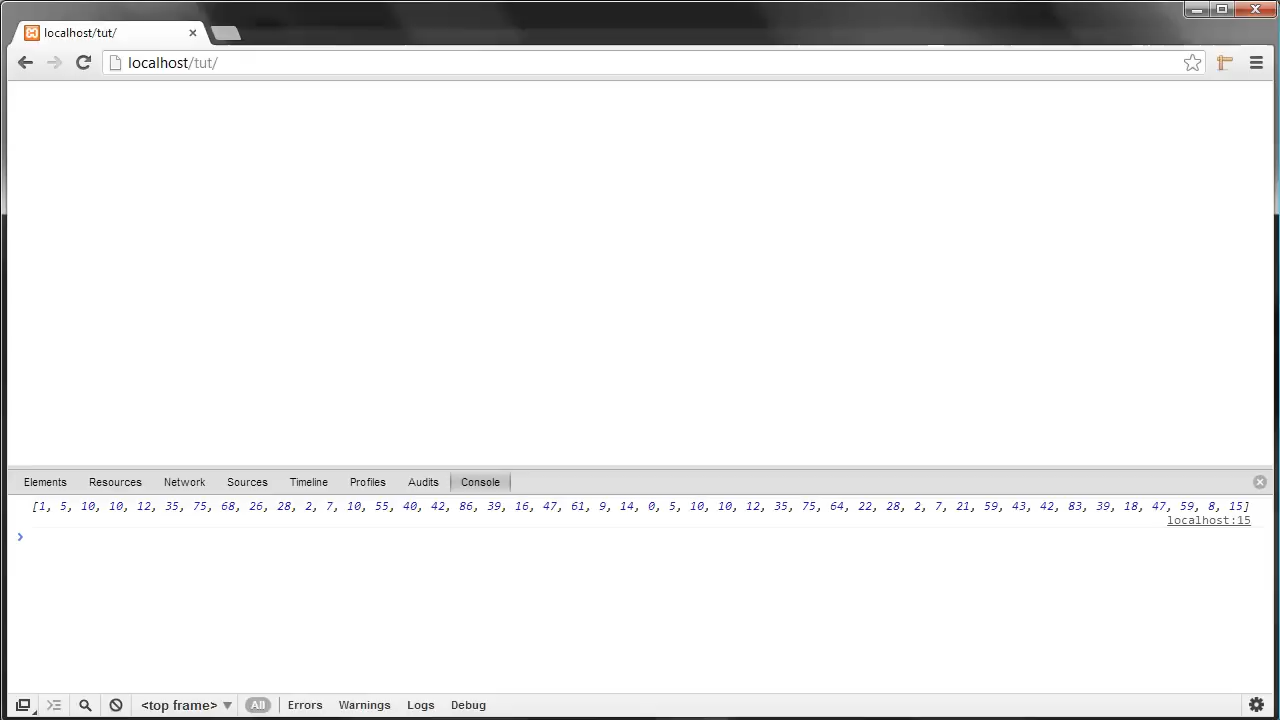 localhost/tut/
localhost/tut/
Elements Resources Network Sources Timeline Profiles Audits Console
[1, 5, 10, 10, 12, 35, 75, 68, 26, 28, 2, 7, 10, 55, 40, 42, 86, 39, 16, 47, 61, 9, 14, 0, 5, 10, 10, 12, 35, 75, 64, 22, 28, 2, 7, 21, 59, 43, 42, 83, 39, 18, 47, 59, 8, 15]
localhost:15
<top frame> All Errors Warnings Logs Debug